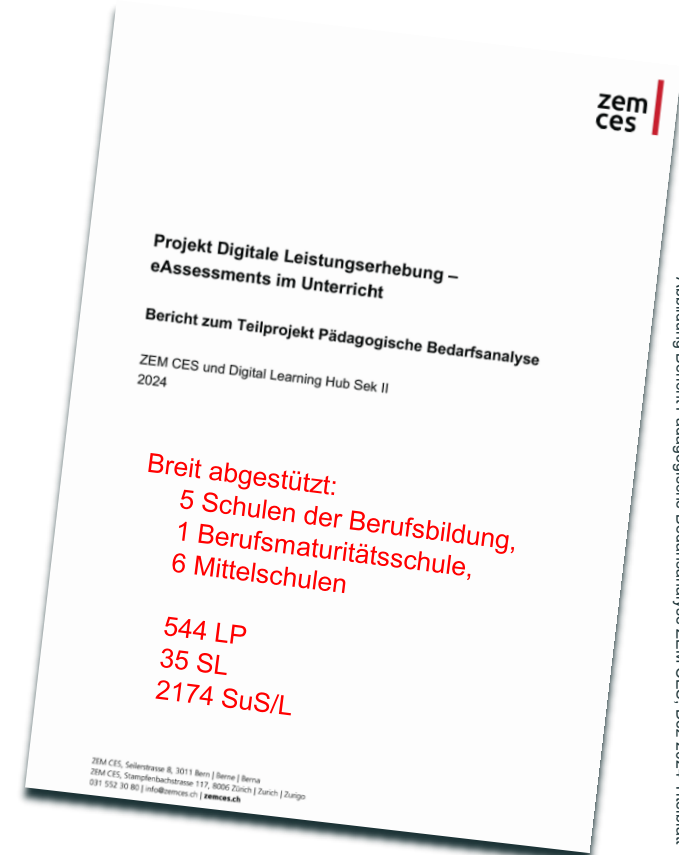 zem
ces
Projekt Digitale Leistungserhebung –
eAssessments im Unterricht
Bericht zum Teilprojekt Pädagogische Bedarfsanalyse
ZEM CES und Digital Learning Hub Sek II
2024
Breit abgestützt:
5 Schulen der Berufsbildung,
1 Berufsmaturitätsschule,
6 Mittelschulen
544 LP
35 SL
2174 SuS/L
ZEM CES, Seilerstrasse 8, 3011 Bern | Berne | Berna
ZEM CES, Stampfenbachstrasse 117, 8006 Zürich | Zurich | Zurigo
031 552 30 80 | info@zemces.ch | zemces.ch